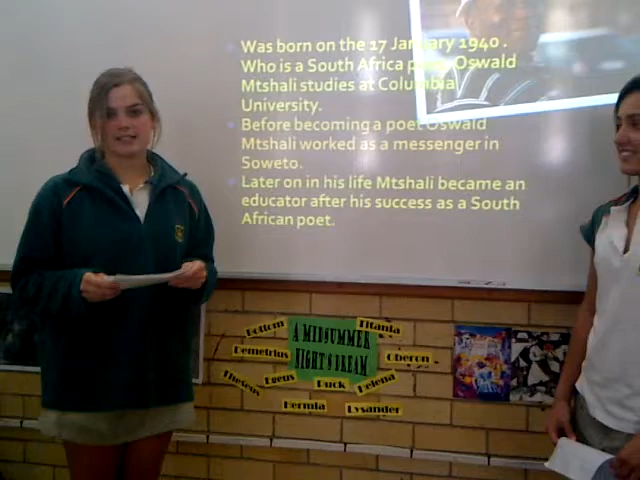 Was born on the 17 January 1940 .
Who is a South Africa poet, Oswald
Mtshali studies at Columbia
University.
Before becoming a poet Oswald
Mtshali worked as a messenger in
Soweto.
Later on in his life Mtshali became an
educator after his success as a South
African poet.
A MIDSUMMER
NIGHT'S DREAM
Bottom
Titania
Demetrius
Oberon
Theseus
Egeus
Puck
Helena
Hermia
Lysander